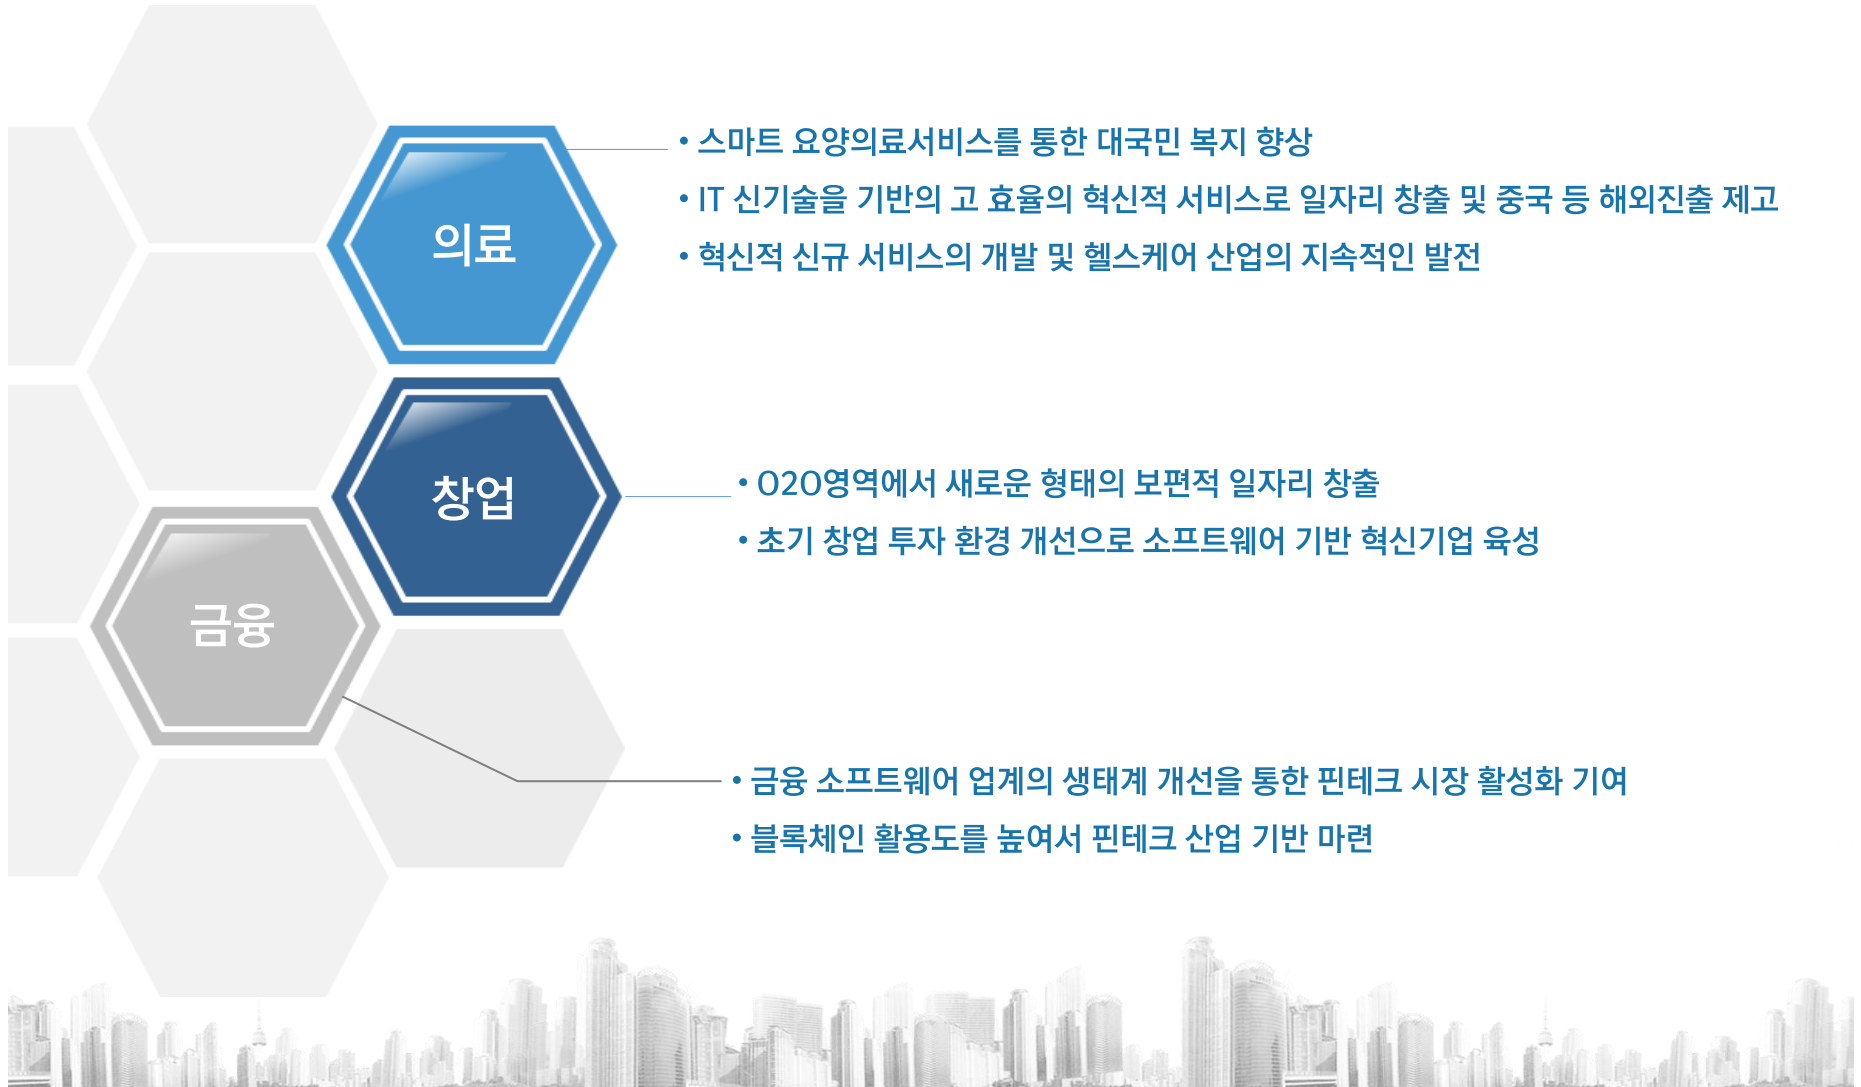 의료
• 스마트 요양의료서비스를 통한 대국민 복지 향상
• IT 신기술을 기반의 고 효율의 혁신적 서비스로 일자리 창출 및 중국 등 해외진출 제고
• 혁신적 신규 서비스의 개발 및 헬스케어 산업의 지속적인 발전
창업
• O2O영역에서 새로운 형태의 보편적 일자리 창출
• 초기 창업 투자 환경 개선으로 소프트웨어 기반 혁신기업 육성
금융
• 금융 소프트웨어 업계의 생태계 개선을 통한 핀테크 시장 활성화 기여
• 블록체인 활용도를 높여서 핀테크 산업 기반 마련